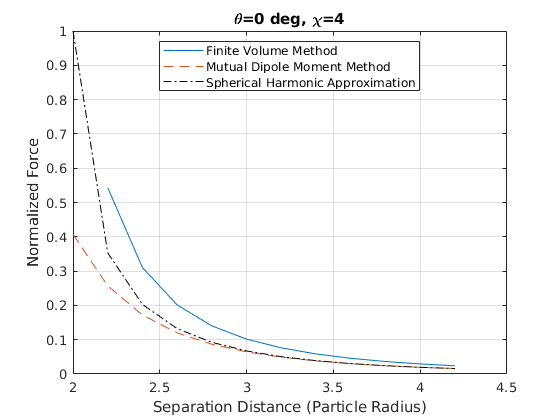 θ=0 deg, χ=4
Finite Volume Method
Mutual Dipole Moment Method
Spherical Harmonic Approximation
Normalized Force
1
0.9
0.8
0.7
0.6
0.5
0.4
0.3
0.2
0.1
0
2
2.5
3
3.5
4
4.5
Separation Distance (Particle Radius)